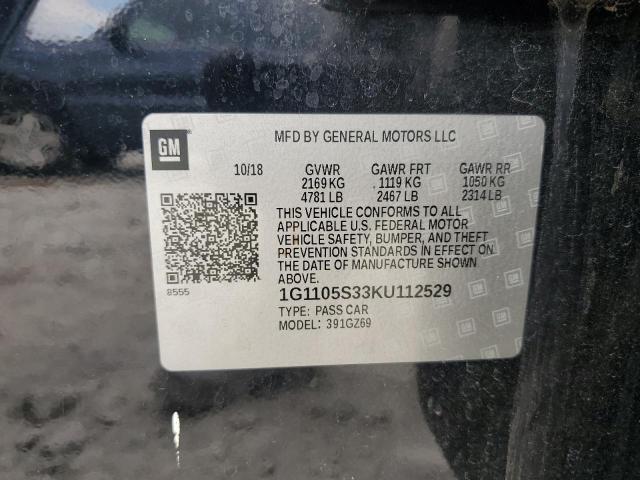 GM
MFD BY GENERAL MOTORS LLC
10/18 GVWR GAWR FRT GAWR RR
2169 KG 1119 KG 1050 KG
4781 LB 2467 LB 2314 LB
THIS VEHICLE CONFORMS TO ALL
APPLICABLE U.S. FEDERAL MOTOR
VEHICLE SAFETY, BUMPER, AND THEFT
PREVENTION STANDARDS IN EFFECT ON
THE DATE OF MANUFACTURE SHOWN
ABOVE.
8555
1G1105S33KU112529
TYPE: PASS CAR
MODEL: 391GZ69